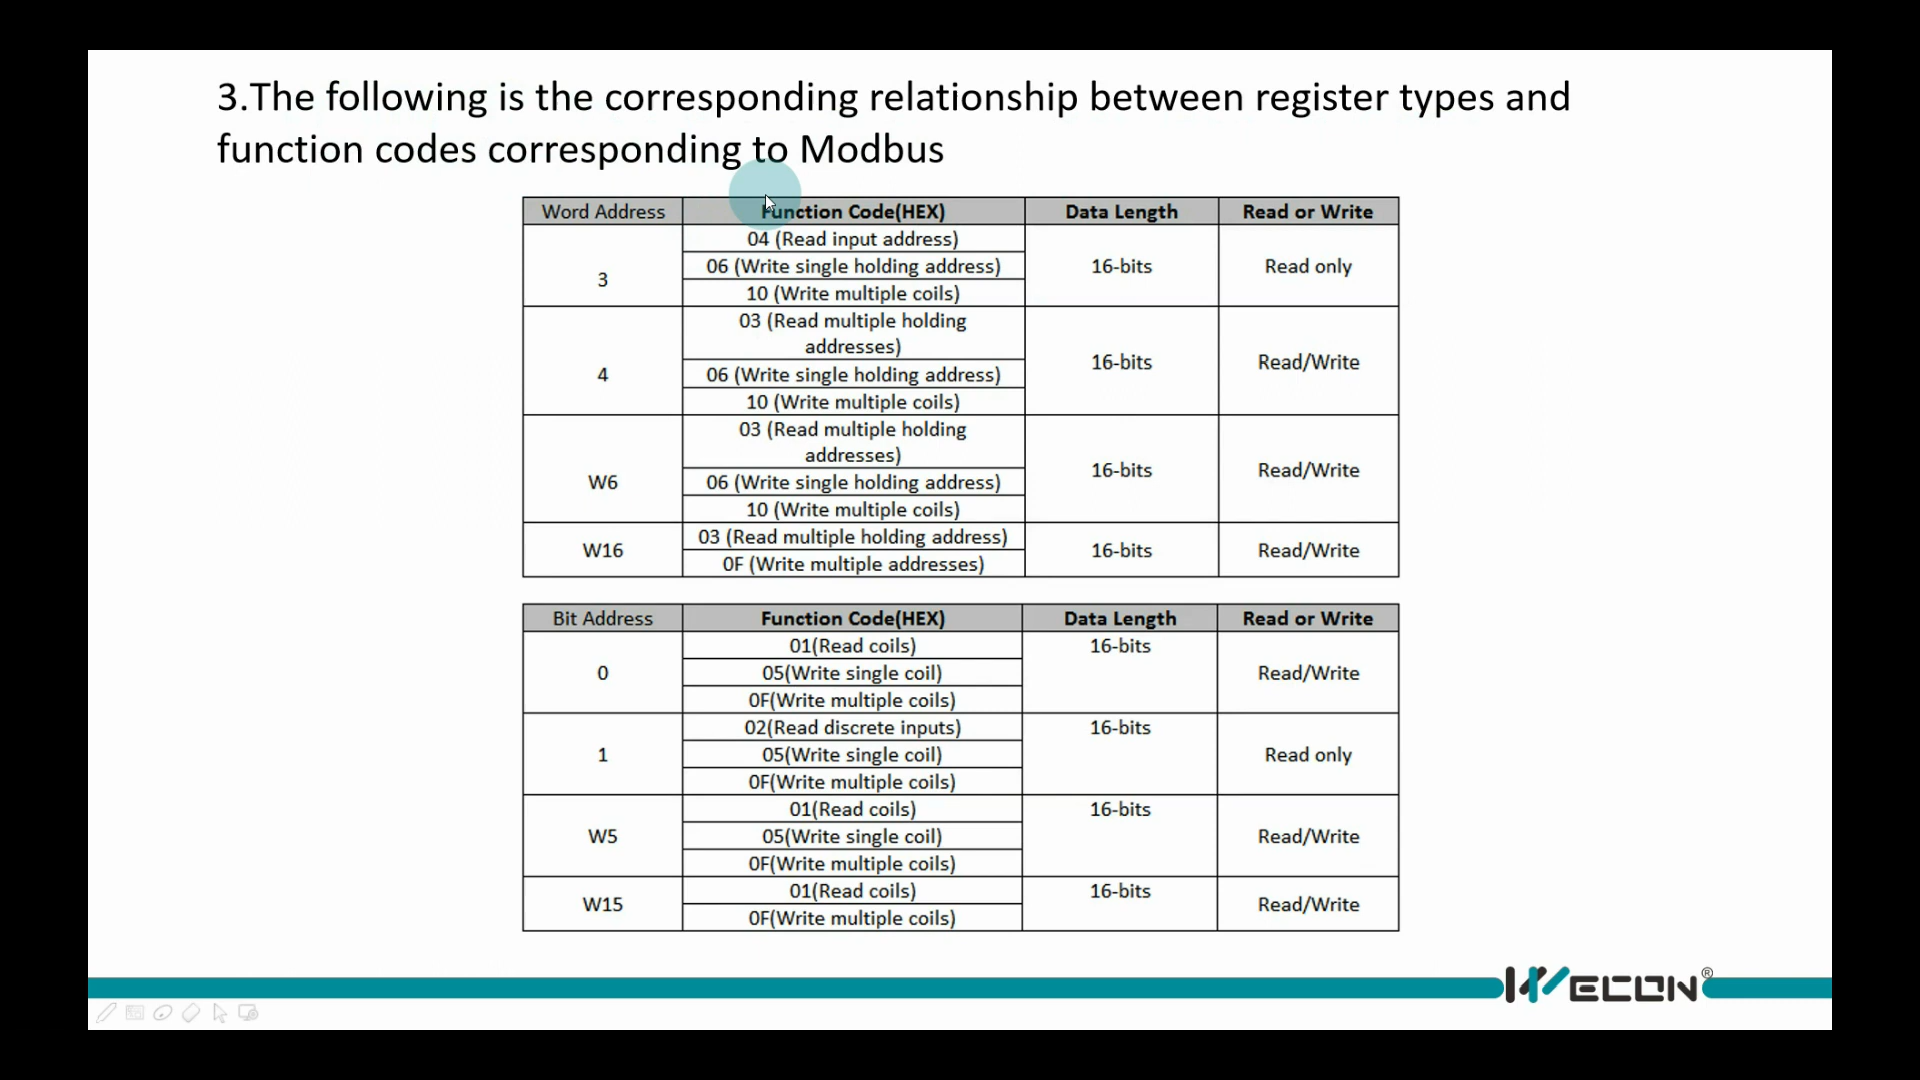 3.The following is the corresponding relationship between register types and
function codes corresponding to Modbus
Word Address Function Code(HEX) Data Length Read or Write
3
04 (Read input address)
06 (Write single holding address)
10 (Write multiple coils)
16-bits
Read only
4
03 (Read multiple holding
addresses)
06 (Write single holding address)
10 (Write multiple coils)
16-bits
Read/Write
W6
03 (Read multiple holding
addresses)
06 (Write single holding address)
10 (Write multiple coils)
16-bits
Read/Write
W16
03 (Read multiple holding address)
0F (Write multiple addresses)
16-bits
Read/Write
Bit Address Function Code(HEX) Data Length Read or Write
0
01(Read coils)
05(Write single coil)
0F(Write multiple coils)
16-bits
Read/Write
1
02(Read discrete inputs)
05(Write single coil)
0F(Write multiple coils)
16-bits
Read only
W5
01(Read coils)
05(Write single coil)
0F(Write multiple coils)
16-bits
Read/Write
W15
01(Read coils)
0F(Write multiple coils)
16-bits
Read/Write
WECON®